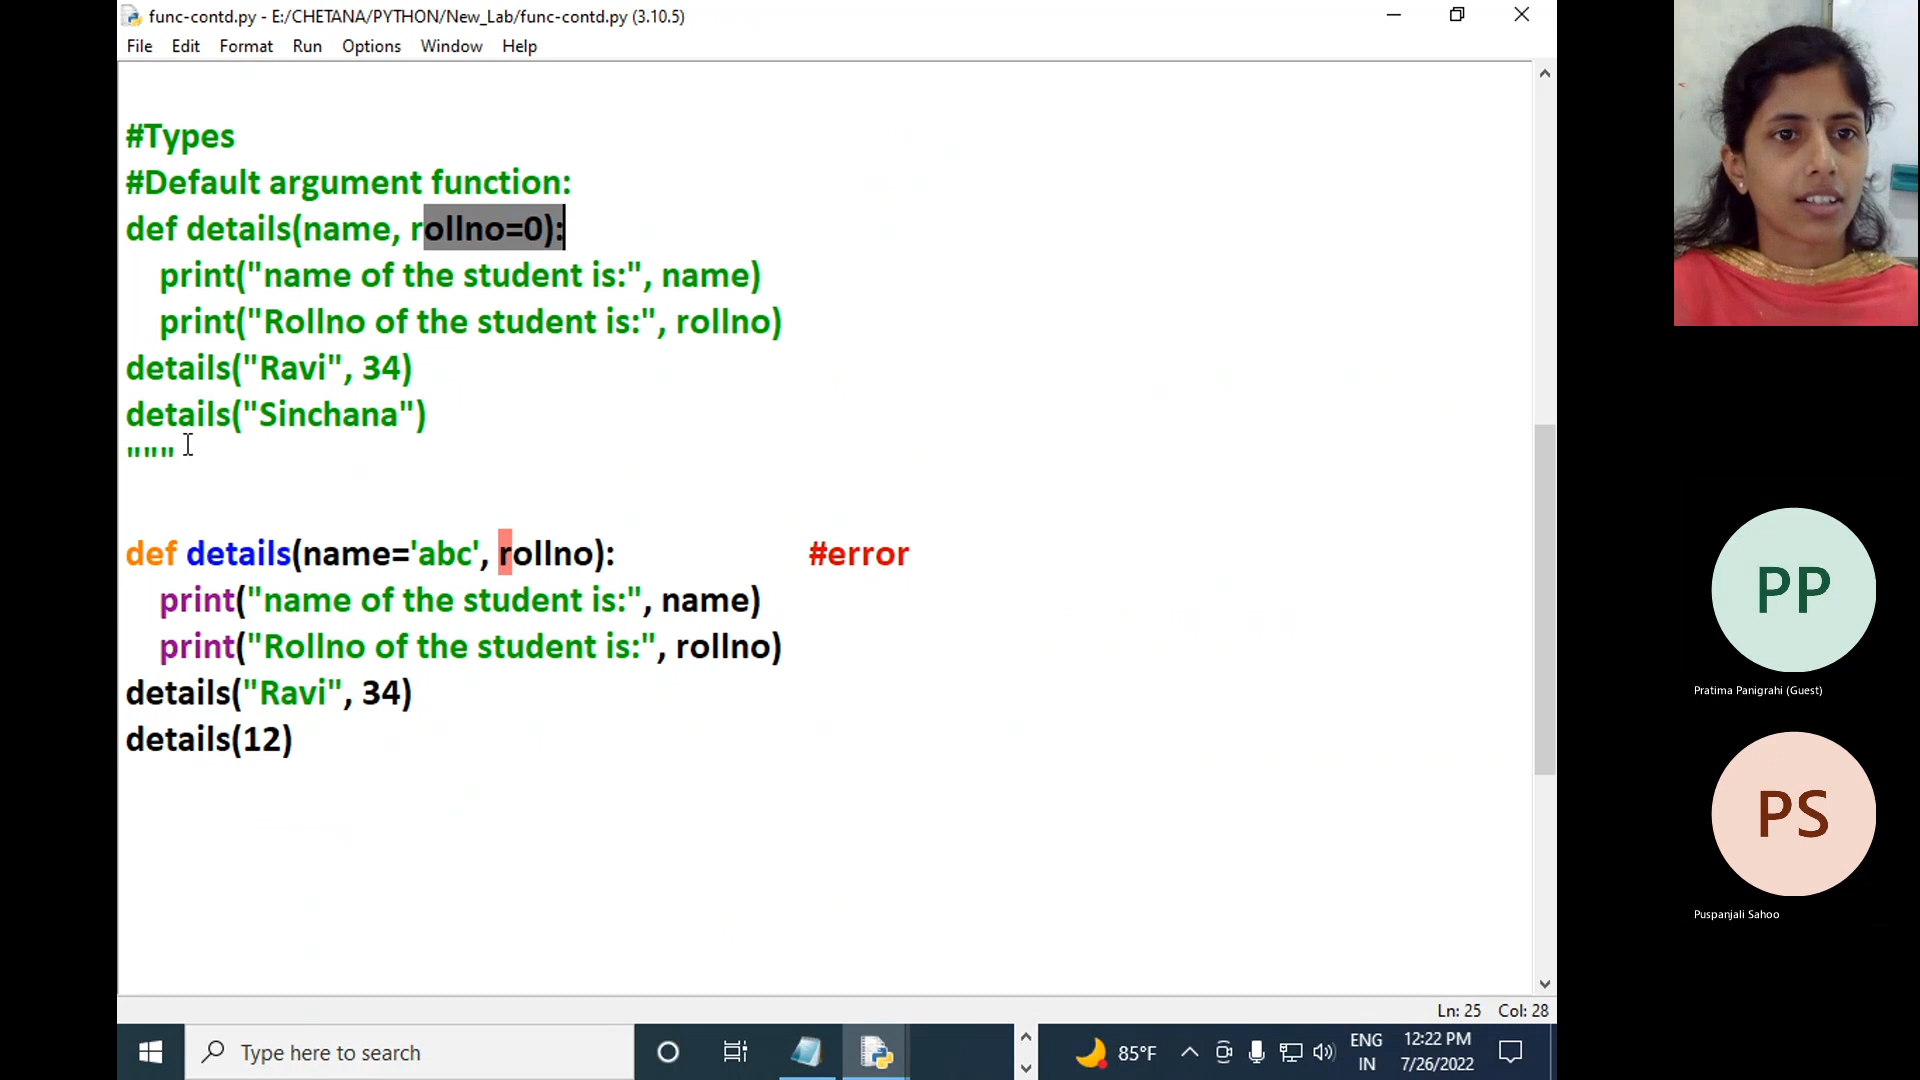 func-contd.py - E:/CHETANA/PYTHON/New_Lab/func-contd.py (3.10.5)
File Edit Format Run Options Window Help
#Types
#Default argument function:
def details(name, rollno=0):
print("name of the student is:", name)
print("Rollno of the student is:", rollno)
details("Ravi", 34)
details("Sinchana")
"""
def details(name='abc', rollno): #error
print("name of the student is:", name)
print("Rollno of the student is:", rollno)
details("Ravi", 34)
details(12)
PP
Pratima Panigrahi (Guest)
PS
Puspanjali Sahoo
Ln: 25 Col: 28
Type here to search
85°F
ENG
IN
12:22 PM
7/26/2022